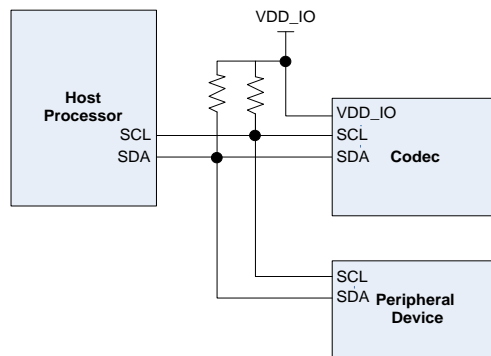 VDD_IO
Host
Processor
SCL
SDA
VDD_IO
SCL
SDA
Codec
SCL
SDA
Peripheral
Device